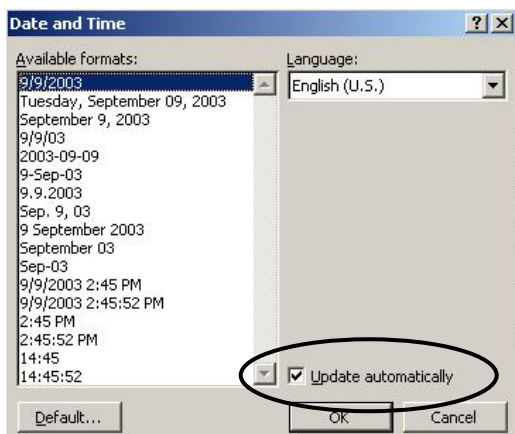 Date and Time
Available formats:
Language:
9/9/2003
English (U.S.)
Tuesday, September 09, 2003
September 9, 2003
9/9/03
2003-09-09
9-Sep-03
9.9.2003
Sep. 9, 03
9 September 2003
September 03
Sep-03
9/9/2003 2:45 PM
9/9/2003 2:45:52 PM
2:45 PM
2:45:52 PM
14:45
14:45:52
Update automatically
Default...
OK
Cancel